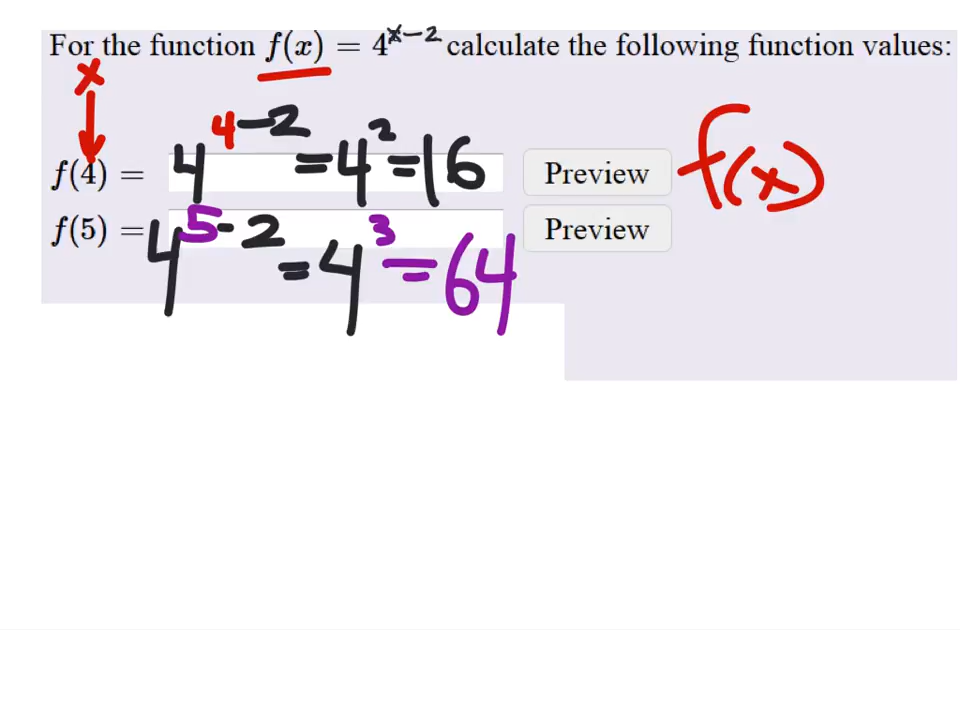 For the function f(x) = 4^{x-2} calculate the following function values:
x
f(4) = 4^{4-2} = 4^2 = 16 Preview f(x)
f(5) = 4^{5-2} = 4^3 = 64 Preview